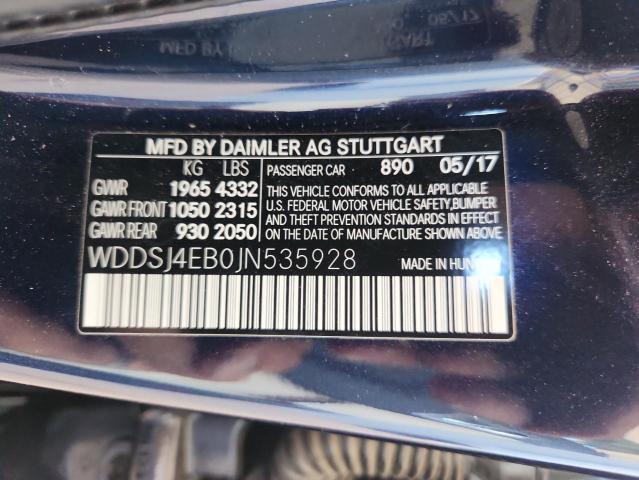 MFD BY DAIMLER AG STUTTGART
KG LBS PASSENGER CAR 890 05/17
GVWR 1965 4332 THIS VEHICLE CONFORMS TO ALL APPLICABLE
GAWR FRONT 1050 2315 U.S. FEDERAL MOTOR VEHICLE SAFETY, BUMPER
GAWR REAR 930 2050 AND THEFT PREVENTION STANDARDS IN EFFECT
ON THE DATE OF MANUFACTURE SHOWN ABOVE
WDDSJ4EB0JN535928 MADE IN